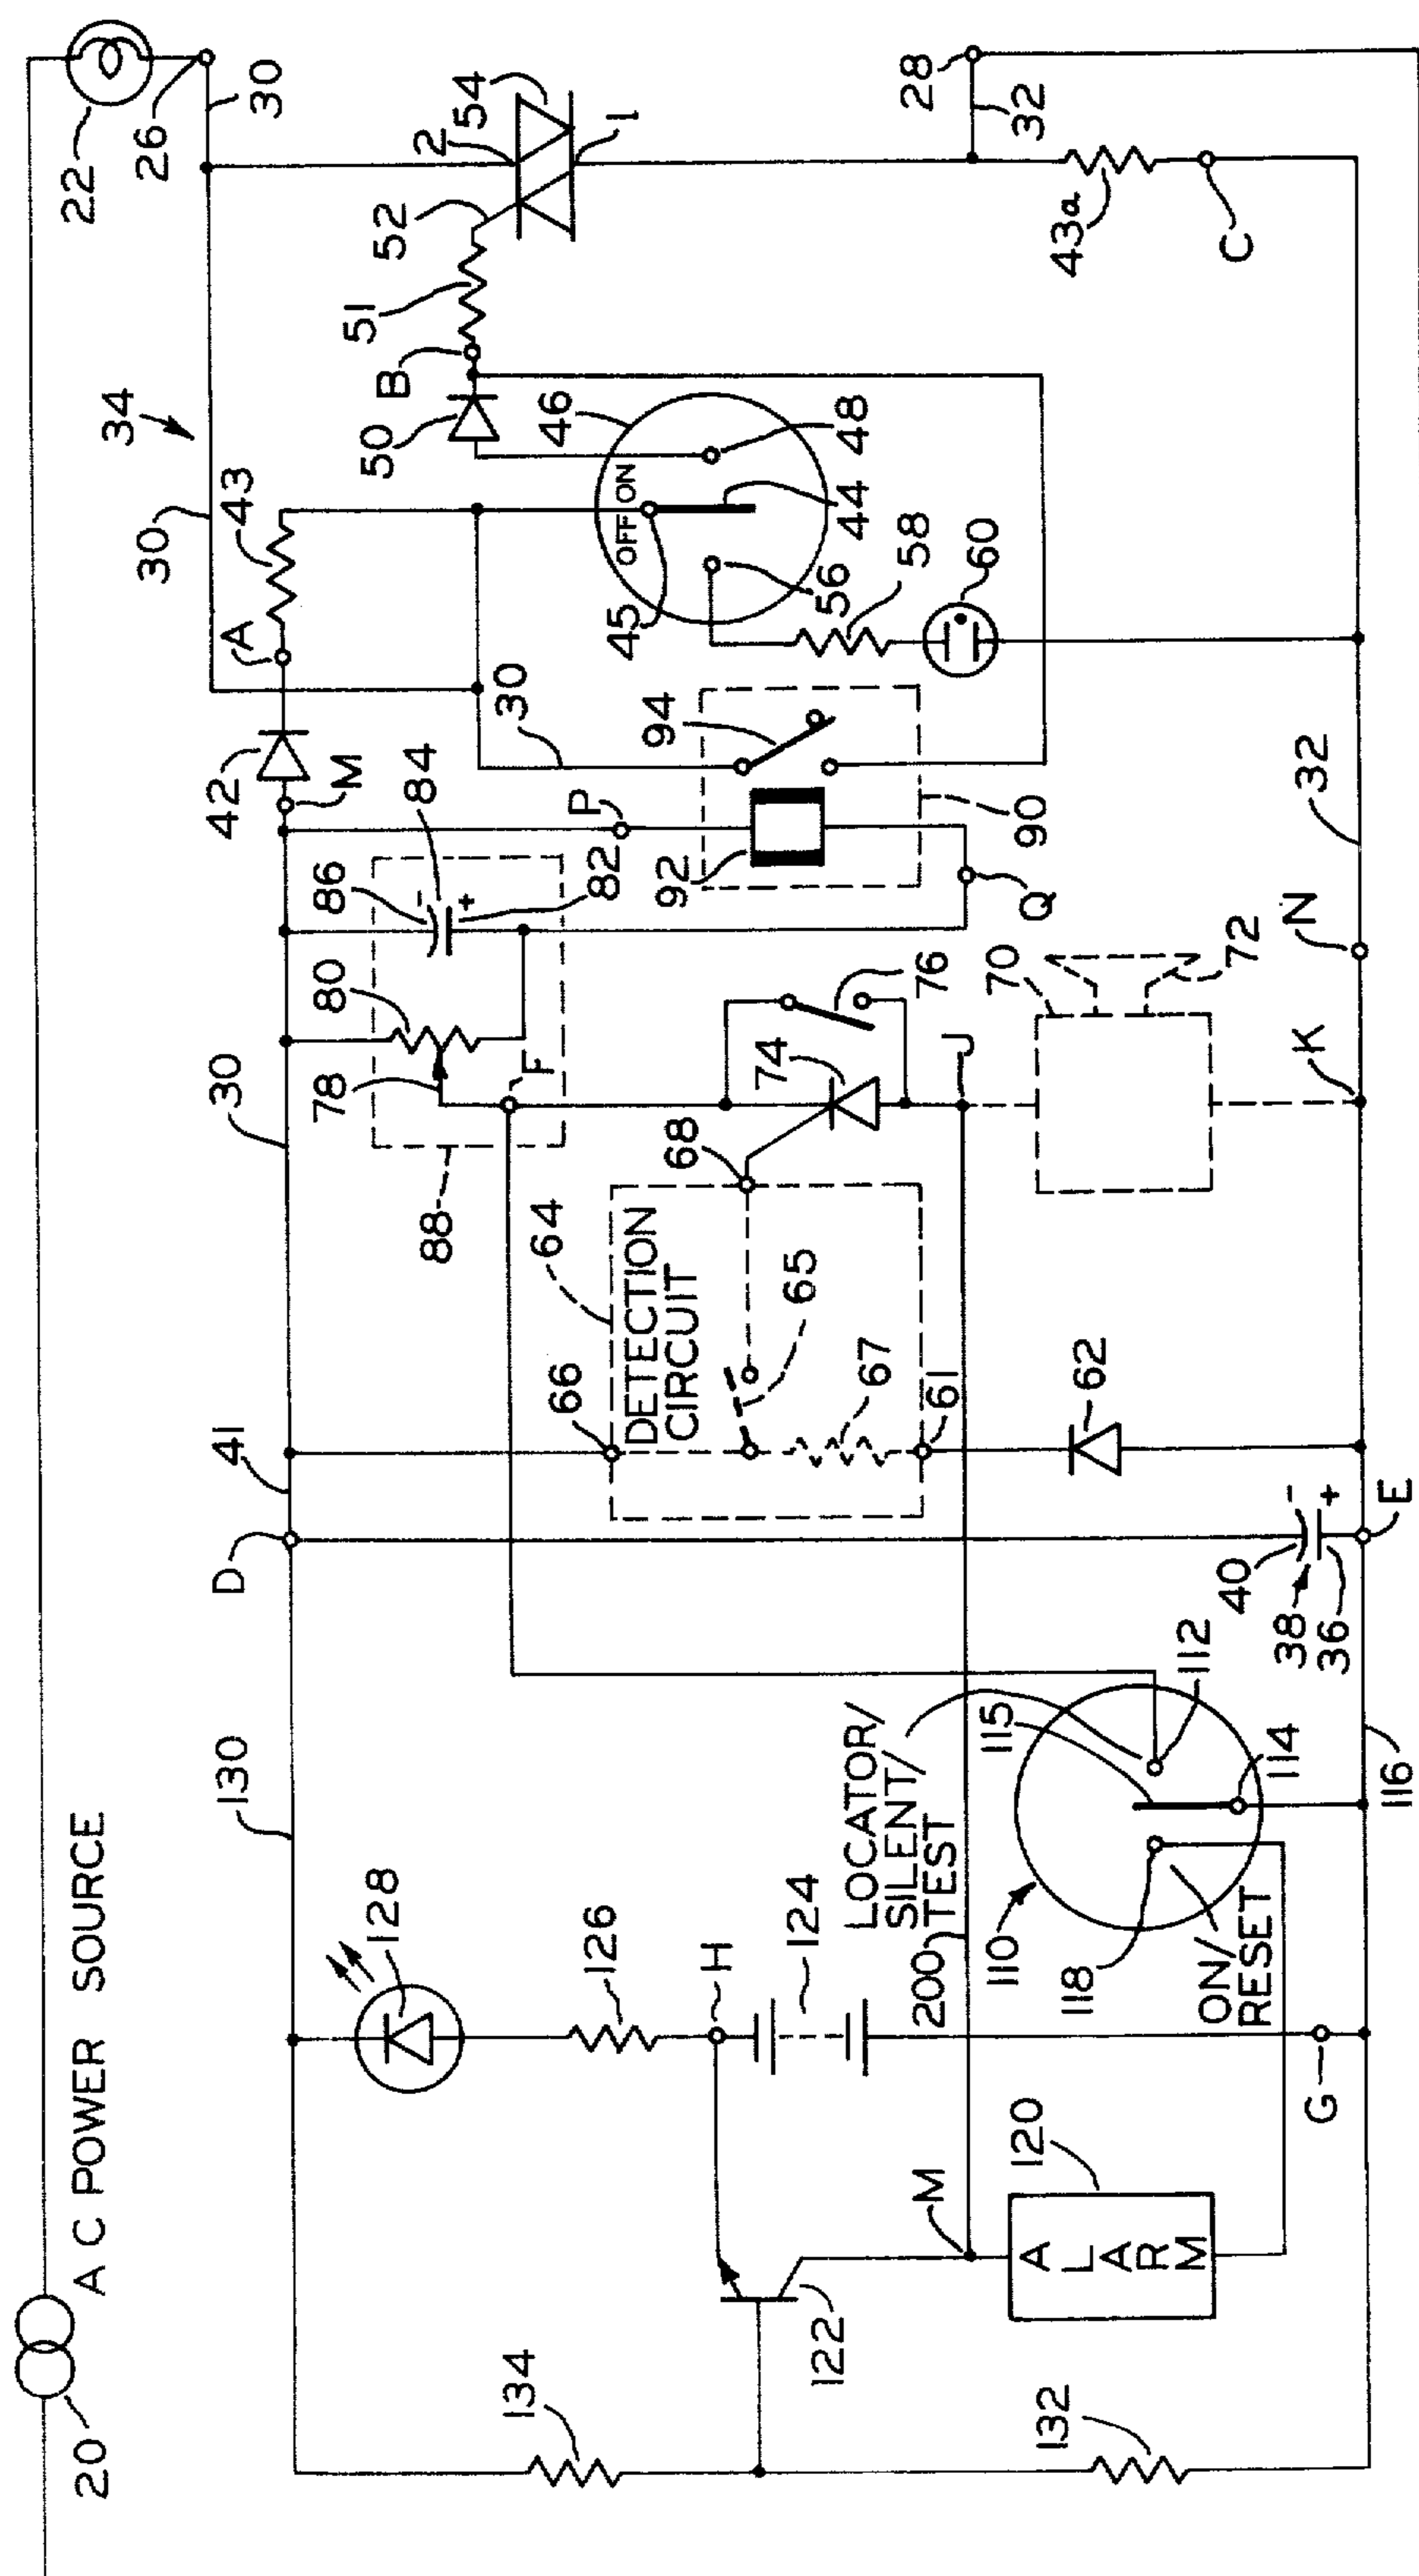 20
A C POWER SOURCE
22
26
30
34
30
43
A
42
M
30
41
D
130
128
126
134
H
124
122
M
200
120
A
L
A
R
M
132
G
110
118
ON/
RESET
LOCATOR/
SILENT/
TEST
115
112
114
116
40
-
38
+
36
E
62
61
67
65
66
DETECTION
CIRCUIT
64
68
74
76
J
70
72
K
N
32
88
78
80
F
86
-
84
+
82
P
92
94
90
Q
30
OFF
ON
46
45
44
48
56
58
60
50
B
51
52
2
54
1
28
32
43a
C